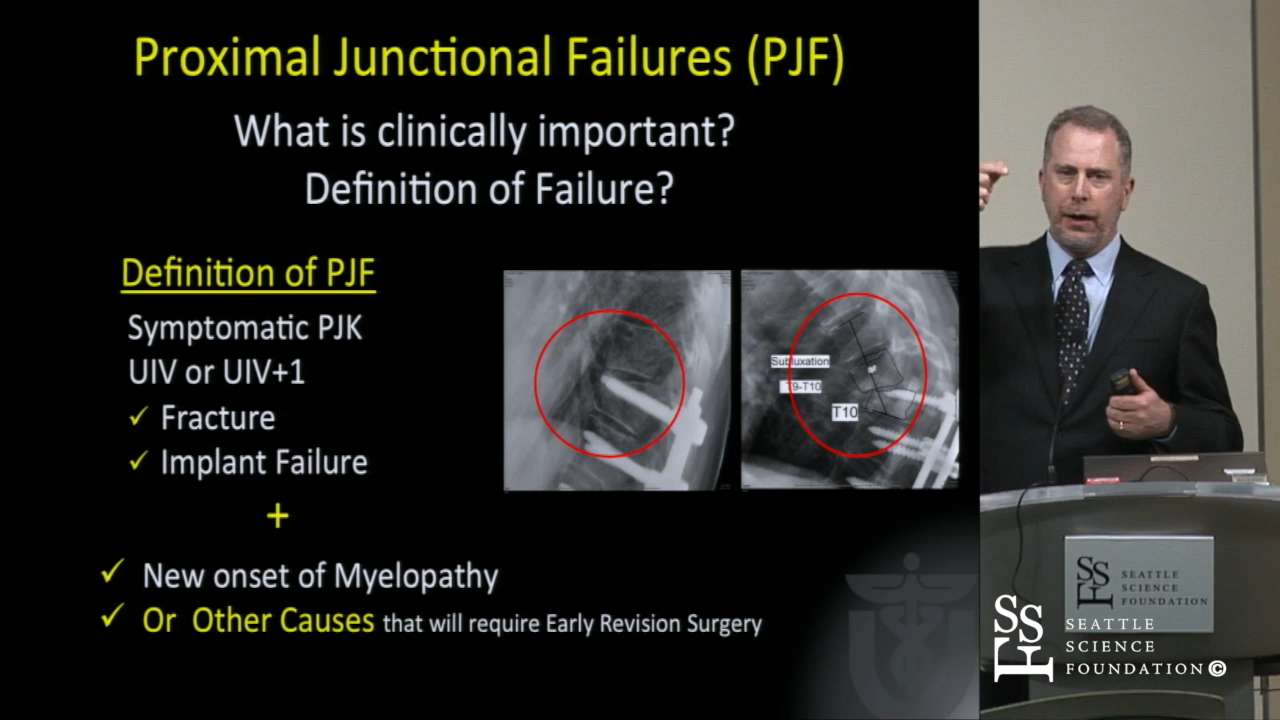 Proximal Junctional Failures (PJF)
What is clinically important?
Definition of Failure?
Definition of PJF
Symptomatic PJK
UIV or UIV+1
✓ Fracture
✓ Implant Failure
+
✓ New onset of Myelopathy
✓ Or Other Causes that will require Early Revision Surgery
Subluxation
T9-T10
T10
SSF
SEATTLE
SCIENCE
FOUNDATION
SSF
SEATTLE
SCIENCE
FOUNDATION©